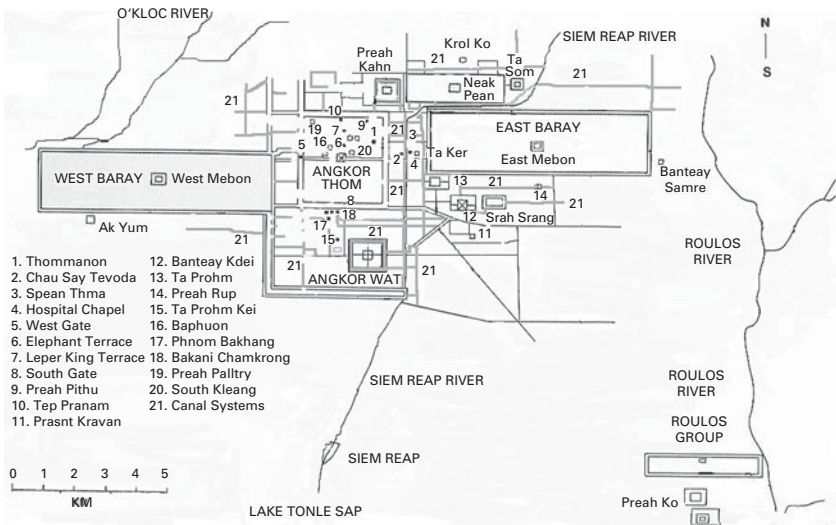 O'KLOC RIVER
N
S
Preah
Kahn
Krol Ko
21
Ta
Som
SIEM REAP RIVER
21
Neak
Pean
21
10
19
9
7
1
21
3
16
6
5
20
2
4
Ta Ker
EAST BARAY
East Mebon
WEST BARAY
West Mebon
ANGKOR
THOM
13
21
14
Banteay
Samre
21
8
18
17
12
Srah Srang
21
Ak Yum
21
15
21
11
ROULOS
RIVER
21
ANGKOR WAT
21
1. Thommanon
2. Chau Say Tevoda
3. Spean Thma
4. Hospital Chapel
5. West Gate
6. Elephant Terrace
7. Leper King Terrace
8. South Gate
9. Preah Pithu
10. Tep Pranam
11. Prasnt Kravan
12. Banteay Kdei
13. Ta Prohm
14. Preah Rup
15. Ta Prohm Kei
16. Baphuon
17. Phnom Bakhang
18. Bakani Chamkrong
19. Preah Palltry
20. South Kleang
21. Canal Systems
SIEM REAP RIVER
ROULOS
RIVER
ROULOS
GROUP
SIEM REAP
0 1 2 3 4 5
KM
Preah Ko
LAKE TONLE SAP